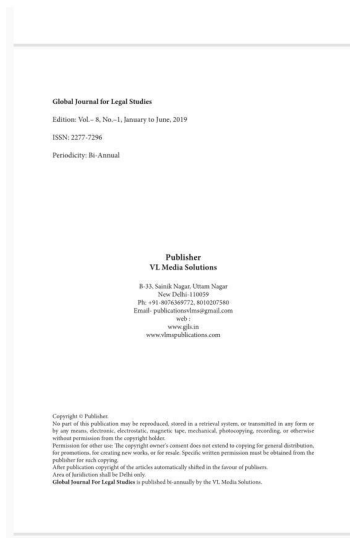 Global Journal for Legal Studies
Edition: Vol.– 8, No.–1, January to June, 2019
ISSN: 2277-7296
Periodicity: Bi-Annual
Publisher
VL Media Solutions
B-33, Sainik Nagar, Uttum Nagar
New Delhi-110059
Ph: +91-8076369772, 8010207580
Email- publicationsvlms@gmail.com
web :
www.gjls.in
www.vlmspublications.com
Copyright © Publisher.
No part of this publication may be reproduced, stored in a retrieval system, or transmitted in any form or
by any means, electronic, electrostatic, magnetic tape, mechanical, photocopying, recording, or otherwise
without permission from the copyright holder.
Permission for other use: The copyright owner's consent does not extend to copying for general distribution,
for promotions, for creating new works, or for resale. Specific written permission must be obtained from the
publisher for such copying.
After publication copyright of the articles automatically shifted in the favour of publisers.
Area of Juridiction shall be Delhi only.
Global Journal For Legal Studies is published bi-annually by the VL Media Solutions.